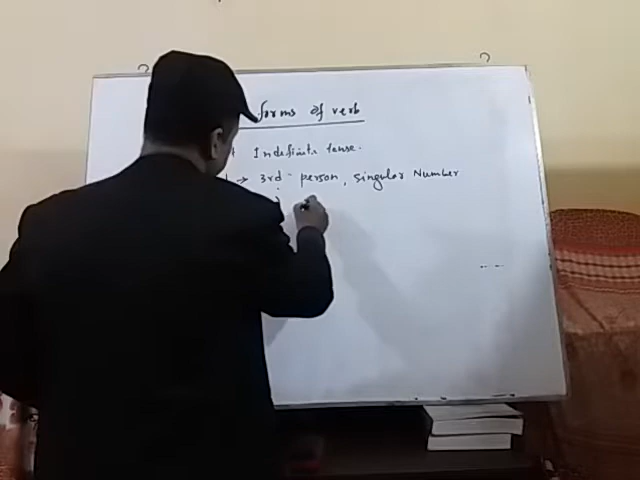 forms of verb
Indefinite tense.
→ 3rd - person, singular Number